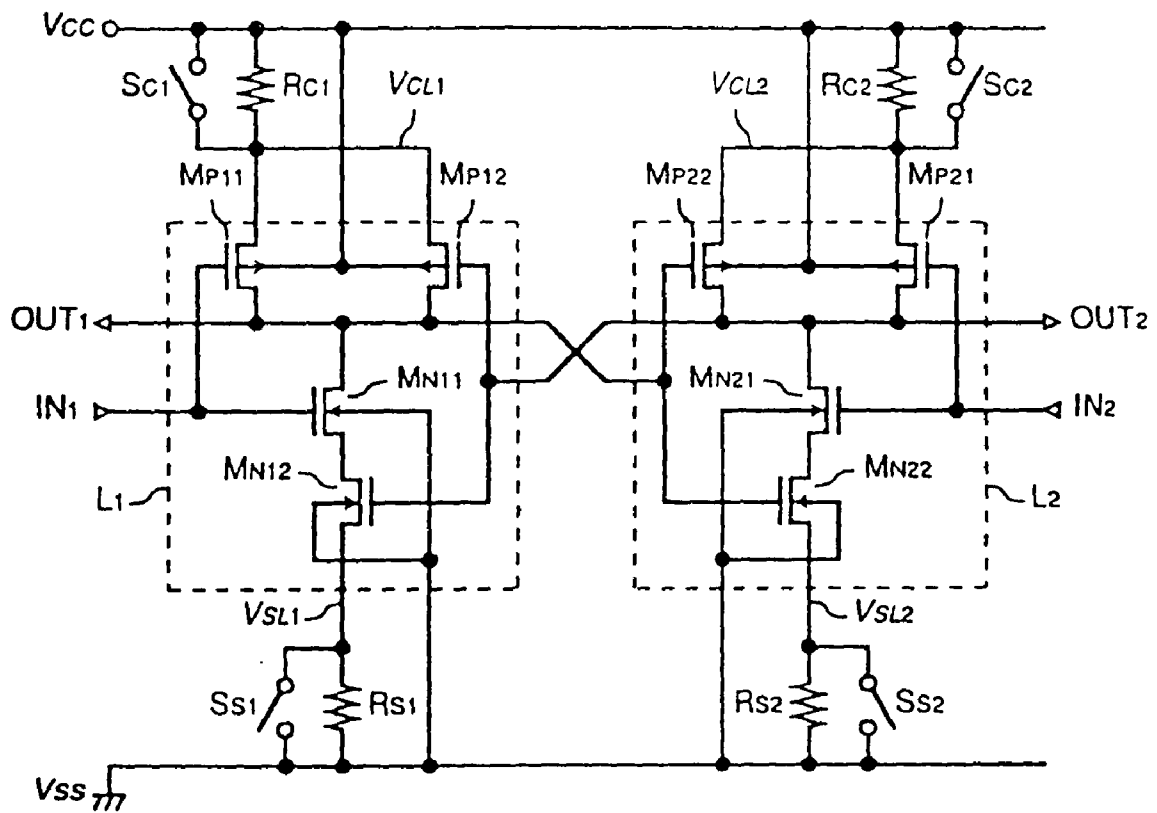 VCC
SC1
RC1
VCL1
VCL2
RC2
SC2
MP11
MP12
MP22
MP21
OUT1
OUT2
MN11
MN21
IN1
IN2
MN12
MN22
L1
L2
VSL1
VSL2
SS1
RS1
RS2
SS2
VSS